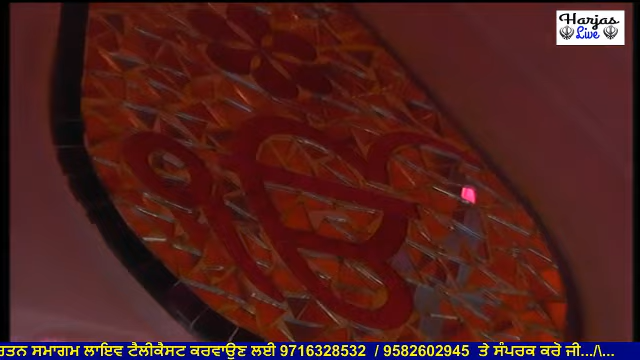 Harjas
Live
ੴ
ਰਤਨ ਸਮਾਗਮ ਲਾਇਵ ਟੈਲੀਕੈਸਟ ਕਰਵਾਉਣ ਲਈ 9716328532 / 9582602945 ਤੇ ਸੰਪਰਕ ਕਰੋ ਜੀ.../\...